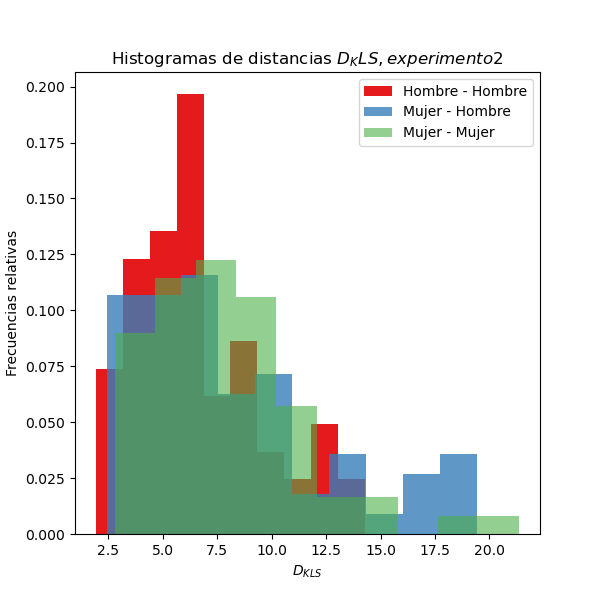 Histogramas de distancias D_KLS, experimento2
Hombre - Hombre
Mujer - Hombre
Mujer - Mujer
Frecuencias relativas
0.200
0.175
0.150
0.125
0.100
0.075
0.050
0.025
0.000
2.5 5.0 7.5 10.0 12.5 15.0 17.5 20.0
D_KLS